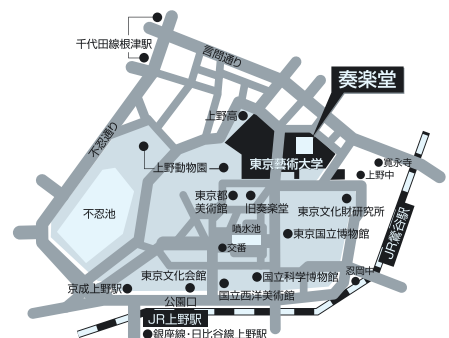 千代田線根津駅
言問通り
奏楽堂
不忍通り
上野高
東京藝術大学
寛永寺
上野中
上野動物園
東京都
美術館
旧奏楽堂
東京文化財研究所
不忍池
噴水池
東京国立博物館
交番
JR鶯谷駅
忍岡中
東京文化会館
国立科学博物館
京成上野駅
国立西洋美術館
公園口
JR上野駅
銀座線・日比谷線上野駅